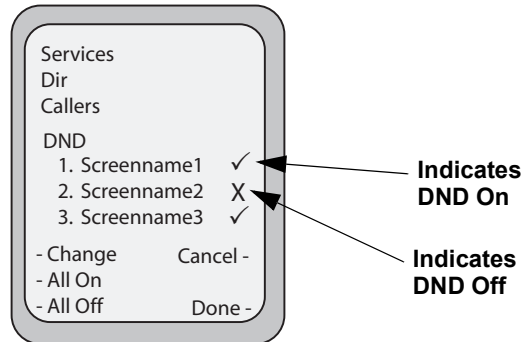 Services
Dir
Callers
DND
1. Screenname1 ✓
2. Screenname2 X
3. Screenname3 ✓
- Change Cancel -
- All On
- All Off Done -
Indicates
DND On
Indicates
DND Off